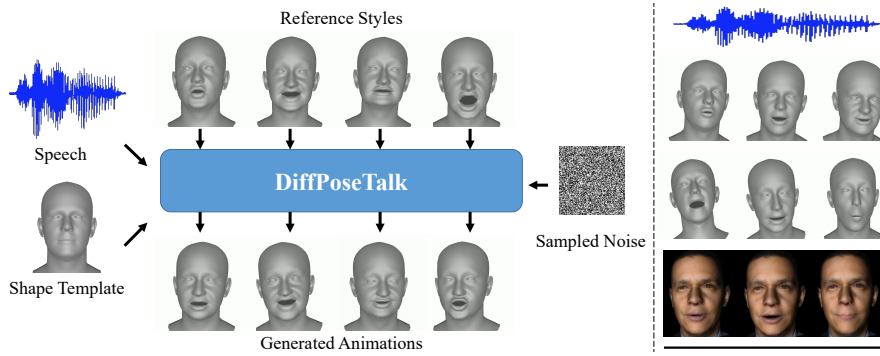 Reference Styles
Speech
DiffPoseTalk
Sampled Noise
Shape Template
Generated Animations